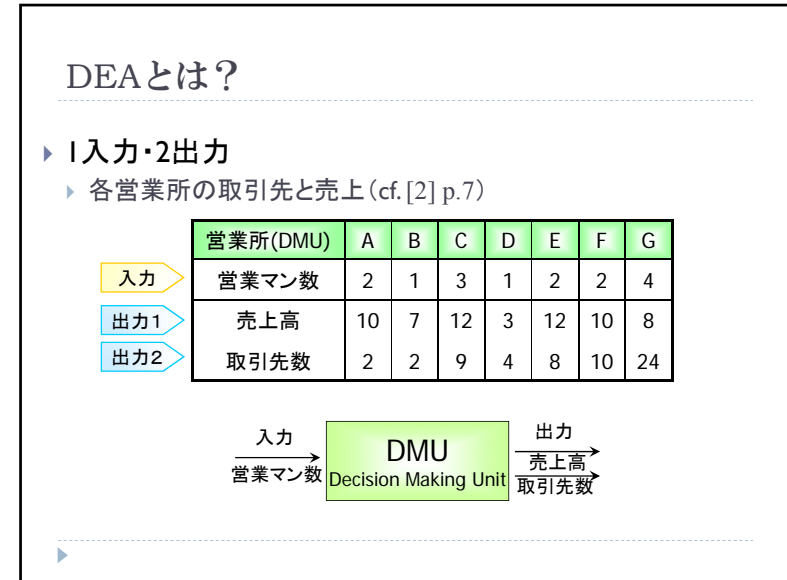 DEAとは？
1入力・2出力
各営業所の取引先と売上（cf. [2] p.7）
営業所(DMU) A B C D E F G
入力 営業マン数 2 1 3 1 2 2 4
出力1 売上高 10 7 12 3 12 10 8
出力2 取引先数 2 2 9 4 8 10 24
入力
営業マン数
DMU
Decision Making Unit
出力
売上高
取引先数